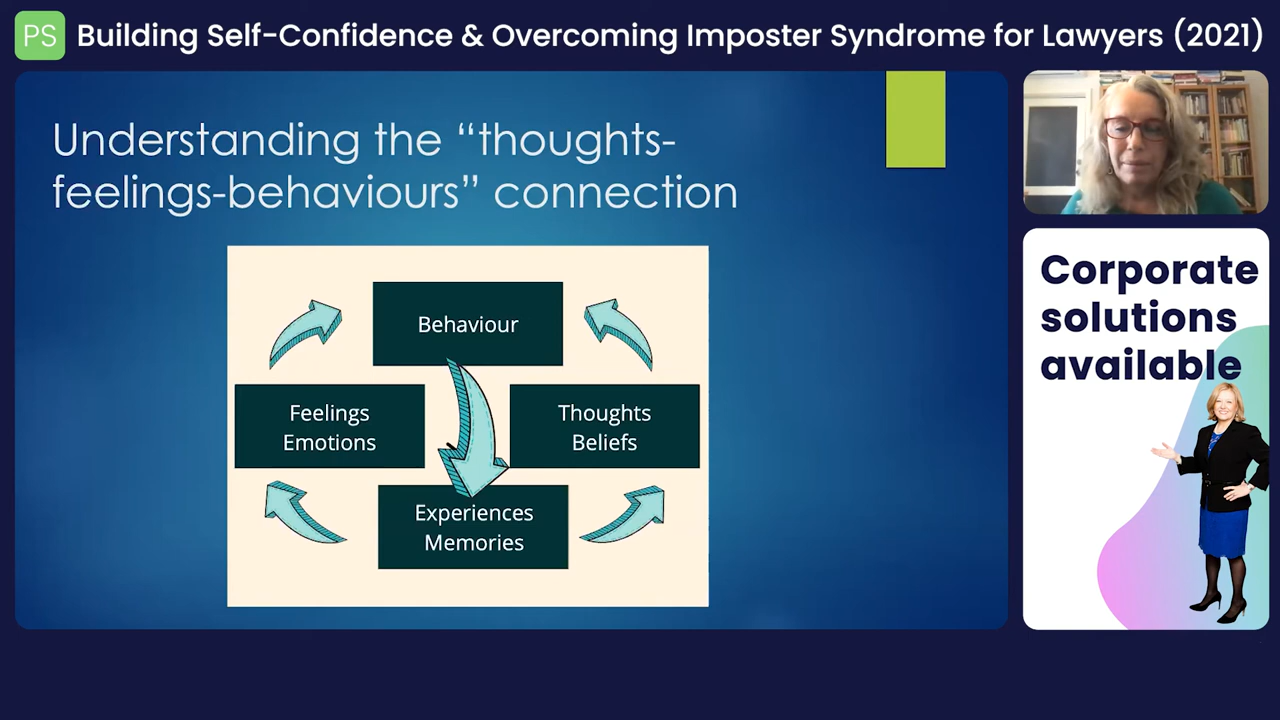 PS Building Self-Confidence & Overcoming Imposter Syndrome for Lawyers (2021)
Understanding the “thoughts-
feelings-behaviours” connection
Behaviour
Feelings
Emotions
Thoughts
Beliefs
Experiences
Memories
Corporate
solutions
available